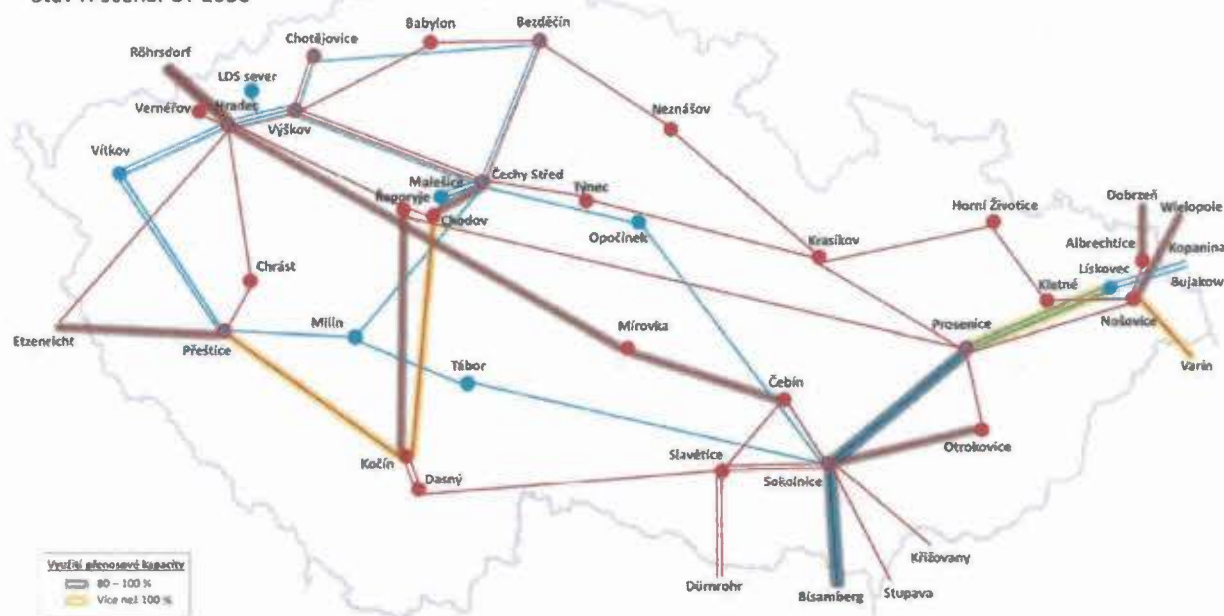 Babylon
Bezděčín
Chotějovice
Röhrsdorf
LDS sever
Vernéřov
Hradec
Výškov
Neznášov
Vítkov
Čechy Střed
Malešice
Týnec
Řeporyje
Chodov
Opočínek
Horní Životice
Dobrzeń
Wielopole
Krasíkov
Albrechtice
Kopanina
Lískovec
Bujakow
Chrást
Kletné
Nošovice
Etzenricht
Přeštice
Milín
Mírovka
Prosenice
Varín
Tábor
Čebín
Otrokovice
Kočín
Dasný
Slavětice
Sokolnice
Křižovany
Dürnrohr
Bisamberg
Stupava
Využití přenosové kapacity
80 – 100 %
Více než 100 %